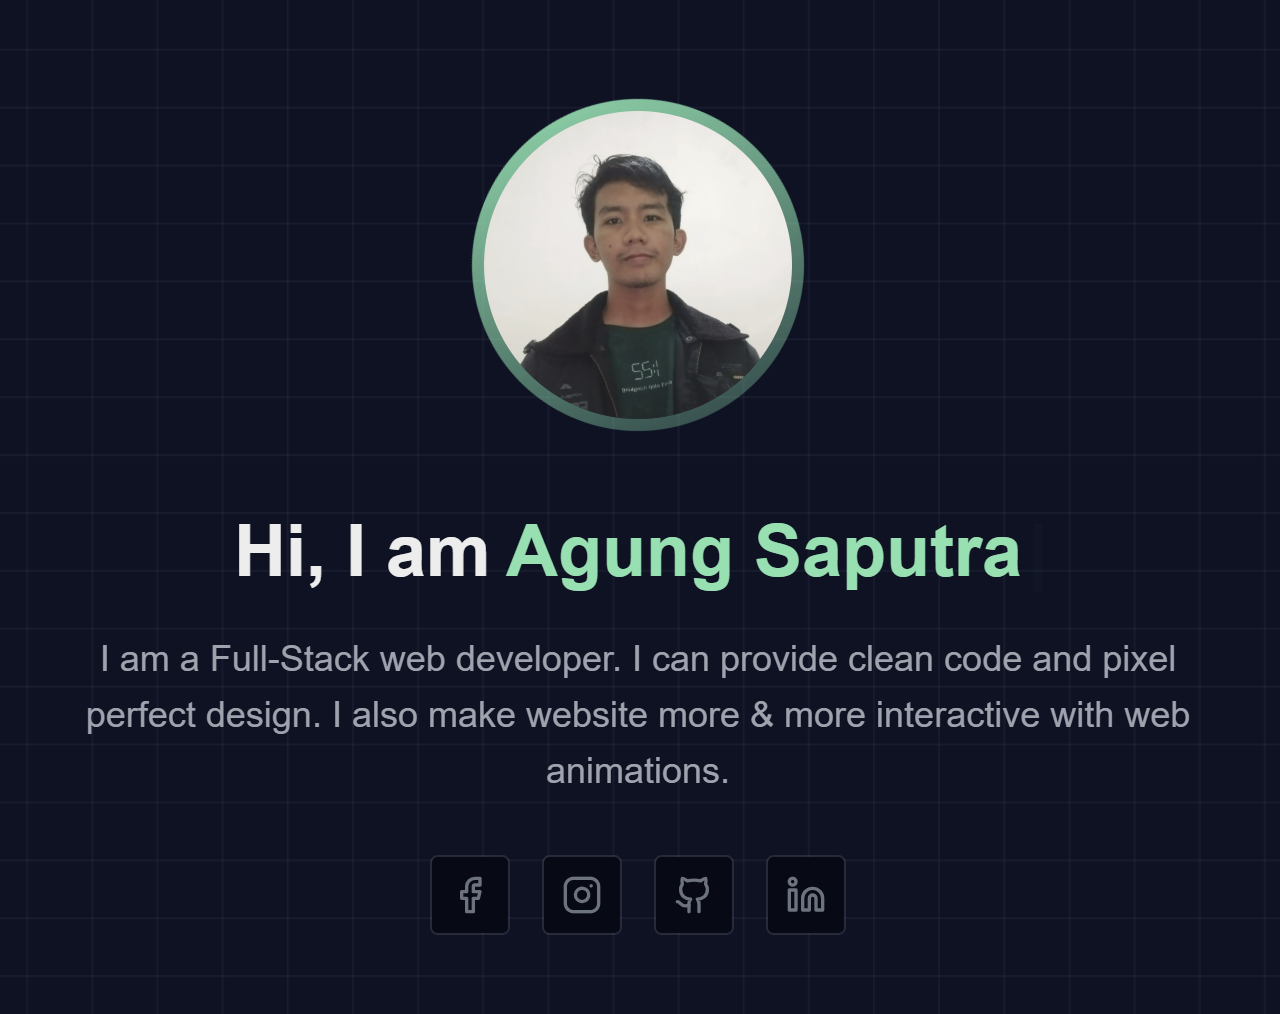 Hi, I am Agung Saputra
I am a Full-Stack web developer. I can provide clean code and pixel
perfect design. I also make website more & more interactive with web
animations.